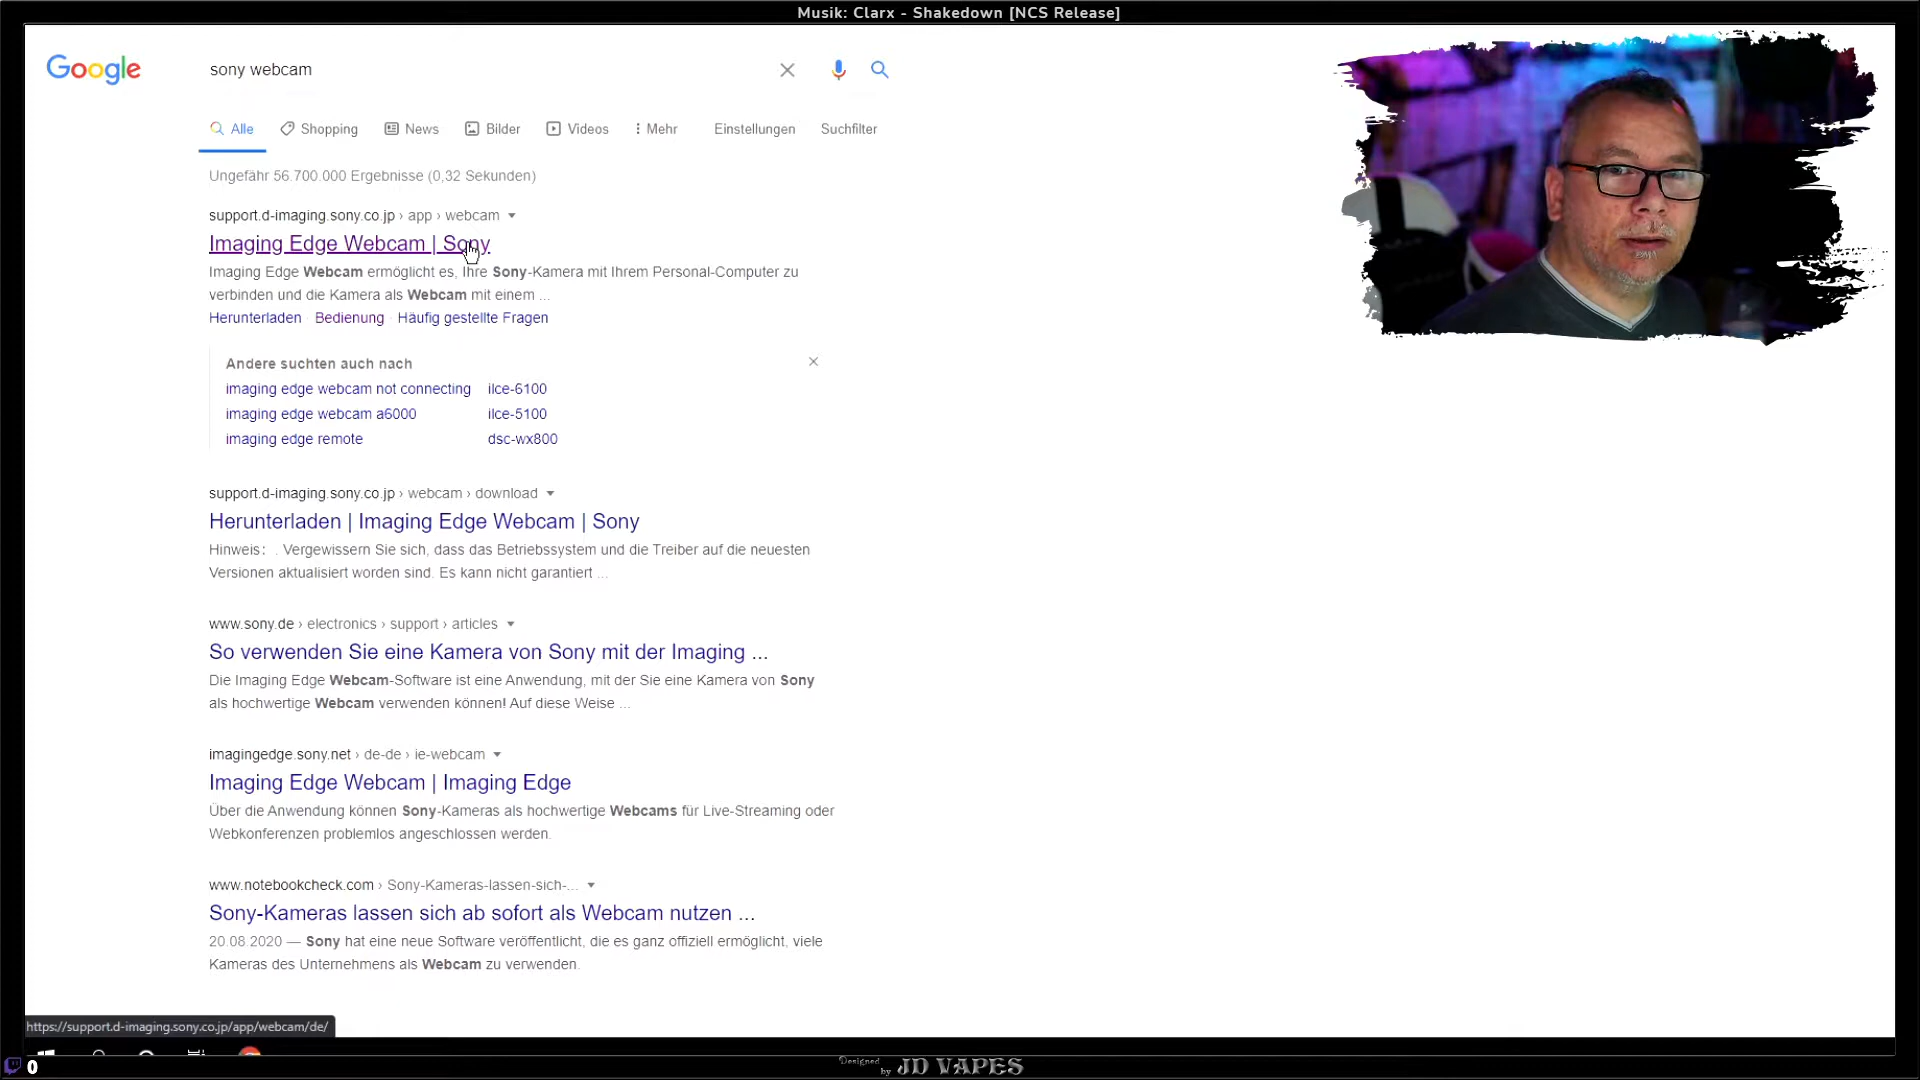 Musik: Clarx - Shakedown [NCS Release]
Google
sony webcam
Alle
Shopping
News
Bilder
Videos
Mehr
Einstellungen
Suchfilter
Ungefähr 56.700.000 Ergebnisse (0,32 Sekunden)
support.d-imaging.sony.co.jp › app › webcam
Imaging Edge Webcam | Sony
Imaging Edge Webcam ermöglicht es, Ihre Sony-Kamera mit Ihrem Personal-Computer zu
verbinden und die Kamera als Webcam mit einem ...
Herunterladen · Bedienung · Häufig gestellte Fragen
Andere suchten auch nach
imaging edge webcam not connecting
ilce-6100
imaging edge webcam a6000
ilce-5100
imaging edge remote
dsc-wx800
support.d-imaging.sony.co.jp › webcam › download
Herunterladen | Imaging Edge Webcam | Sony
Hinweis： . Vergewissern Sie sich, dass das Betriebssystem und die Treiber auf die neuesten
Versionen aktualisiert worden sind. Es kann nicht garantiert ...
www.sony.de › electronics › support › articles
So verwenden Sie eine Kamera von Sony mit der Imaging ...
Die Imaging Edge Webcam-Software ist eine Anwendung, mit der Sie eine Kamera von Sony
als hochwertige Webcam verwenden können! Auf diese Weise ...
imagingedge.sony.net › de-de › ie-webcam
Imaging Edge Webcam | Imaging Edge
Über die Anwendung können Sony-Kameras als hochwertige Webcams für Live-Streaming oder
Webkonferenzen problemlos angeschlossen werden.
www.notebookcheck.com › Sony-Kameras-lassen-sich-...
Sony-Kameras lassen sich ab sofort als Webcam nutzen ...
20.08.2020 — Sony hat eine neue Software veröffentlicht, die es ganz offiziell ermöglicht, viele
Kameras des Unternehmens als Webcam zu verwenden.
https://support.d-imaging.sony.co.jp/app/webcam/de/
0
Designed
by JD VAPES